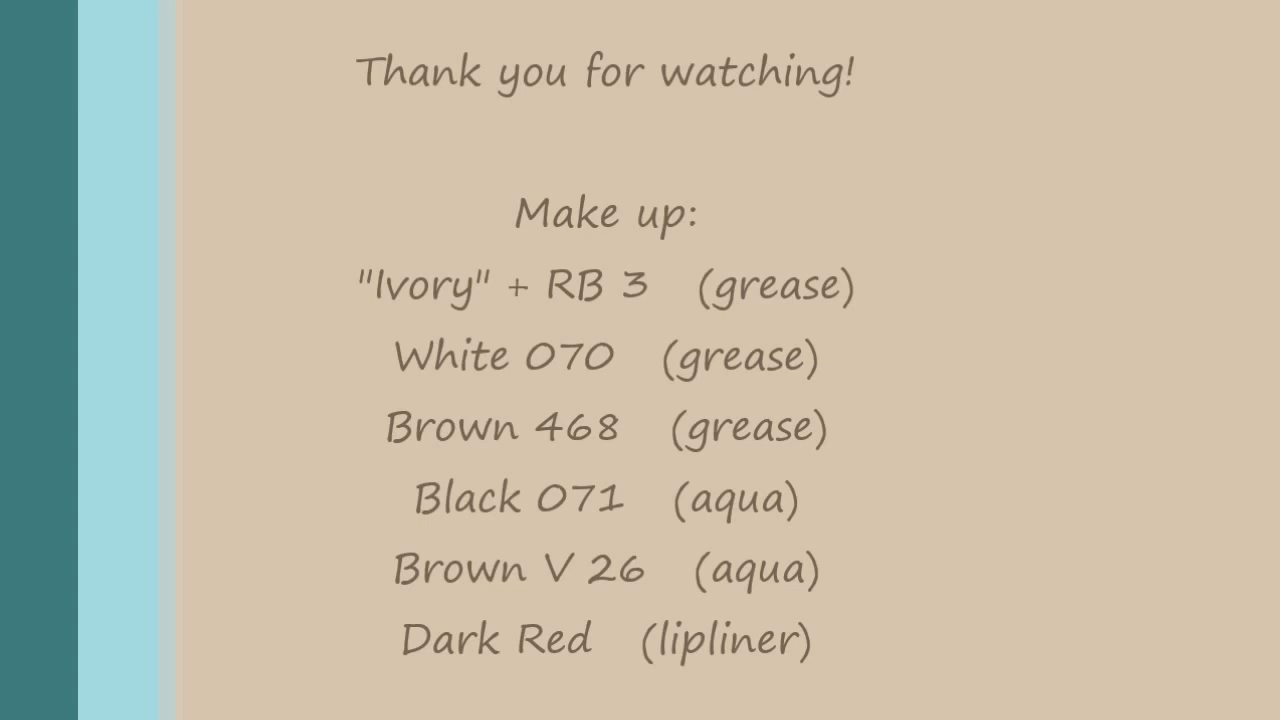 Thank you for watching!
Make up:
"Ivory" + RB 3 (grease)
White 070 (grease)
Brown 468 (grease)
Black 071 (aqua)
Brown V 26 (aqua)
Dark Red (lipliner)